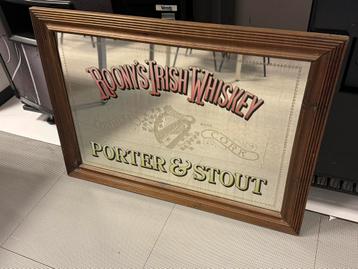 ROONY'S IRISH WHISKEY
CORK
PORTER & STOUT